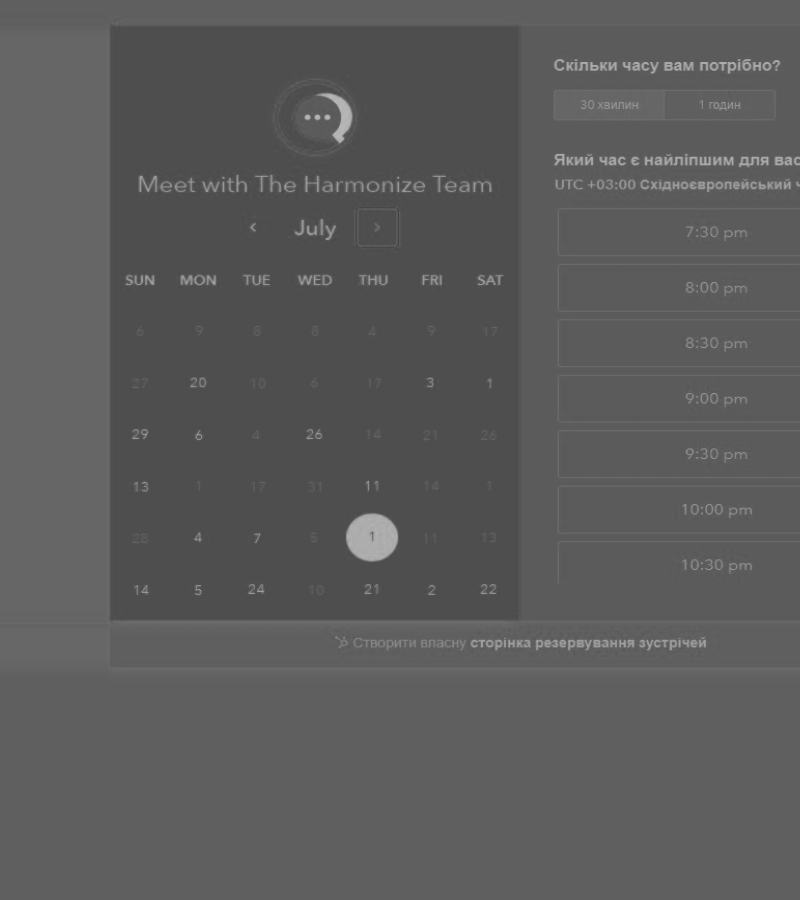 Meet with The Harmonize Team
July
SUN MON TUE WED THU FRI SAT
6 9 8 8 4 9 17
27 20 10 6 17 3 1
29 6 4 26 14 21 26
13 1 17 31 11 14 1
28 4 7 5 1 11 13
14 5 24 10 21 2 22
Скільки часу вам потрібно?
30 хвилин 1 годин
Який час є найліпшим для вас
UTC +03:00 Східноєвропейський ч
7:30 pm
8:00 pm
8:30 pm
9:00 pm
9:30 pm
10:00 pm
10:30 pm
Створити власну сторінка резервування зустрічей